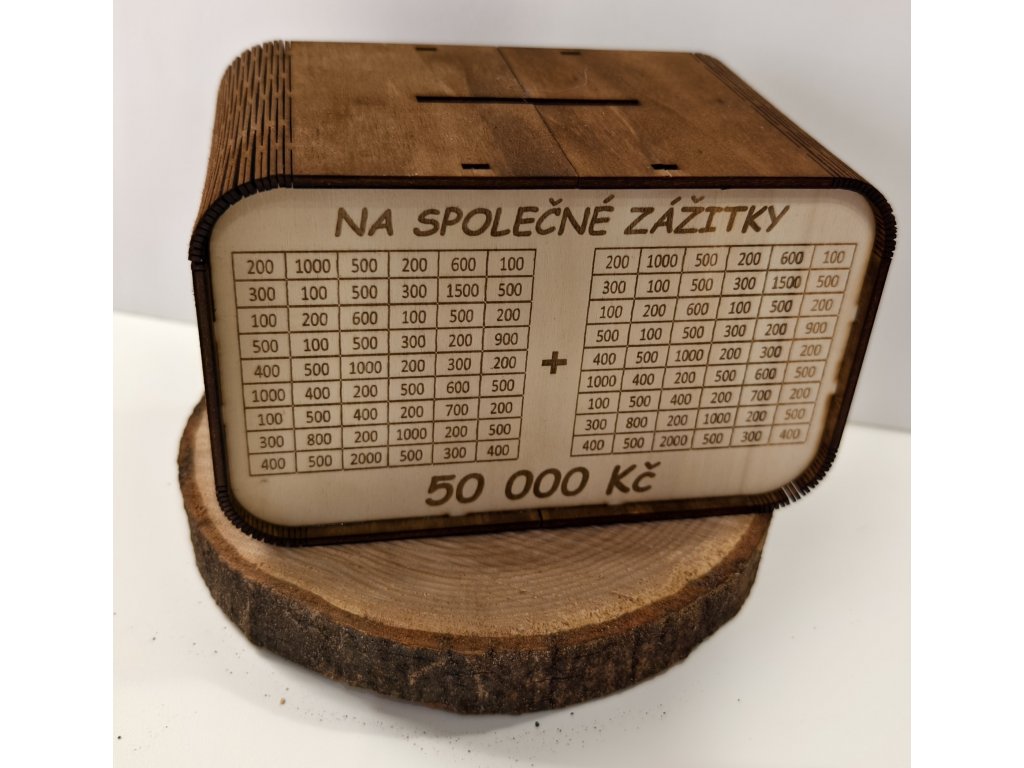 NA SPOLEČNÉ ZÁŽITKY
200 1000 500 200 600 100
300 100 500 300 1500 500
100 200 600 100 500 200
500 100 500 300 200 900
400 500 1000 200 300 200
1000 400 200 500 600 500
100 500 400 200 700 200
300 800 200 1000 200 500
400 500 2000 500 300 400
+
200 1000 500 200 600 100
300 100 500 300 1500 500
100 200 600 100 500 200
500 100 500 300 200 900
400 500 1000 200 300 200
1000 400 200 500 600 500
100 500 400 200 700 200
300 800 200 1000 200 500
400 500 2000 500 300 400
50 000 Kč